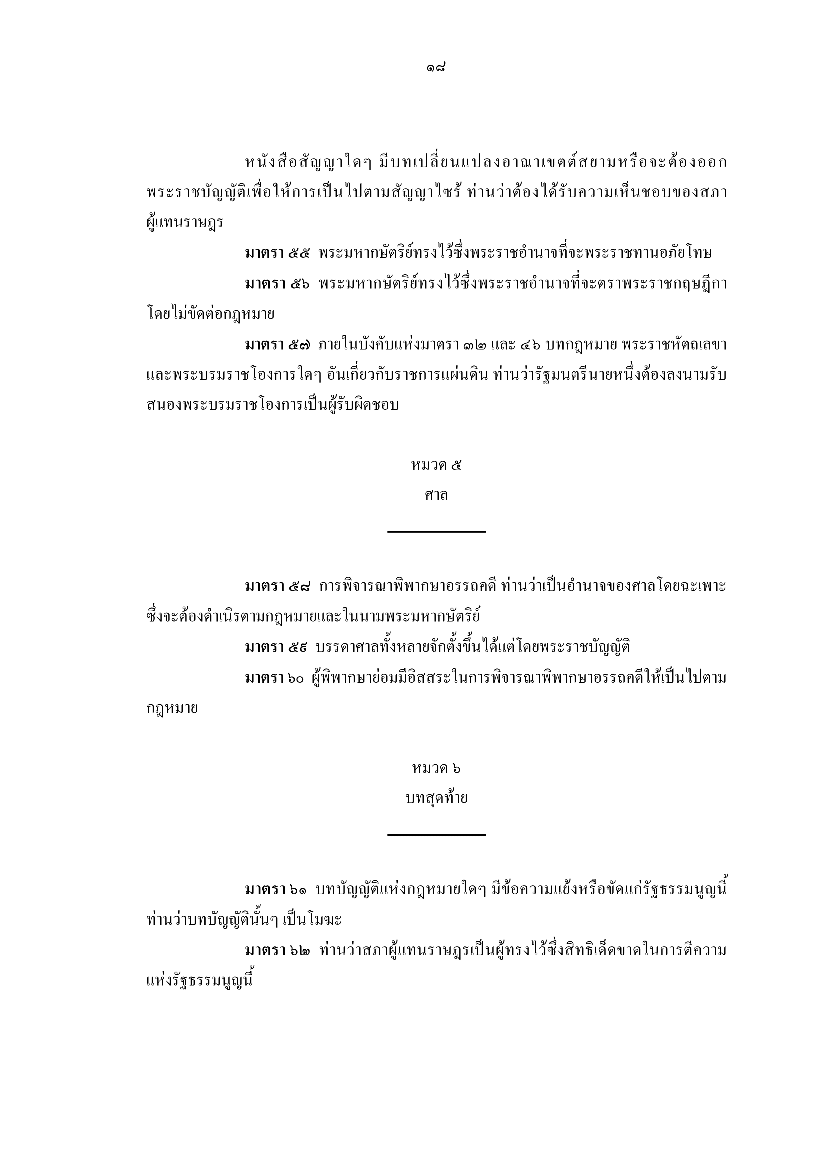 ๑๘
หนังสือสัญญาใดๆ มีบทเปลี่ยนแปลงอาณาเขตต์สยามหรือจะต้องออก
พระราชบัญญัติเพื่อให้การเป็นไปตามสัญญาไซร้ ท่านว่าต้องได้รับความเห็นชอบของสภา
ผู้แทนราษฎร
มาตรา ๕๕ พระมหากษัตริย์ทรงไว้ซึ่งพระราชอำนาจที่จะพระราชทานอภัยโทษ
มาตรา ๕๖ พระมหากษัตริย์ทรงไว้ซึ่งพระราชอำนาจที่จะตราพระราชกฤษฎีกา
โดยไม่ขัดต่อกฎหมาย
มาตรา ๕๗ ภายในบังคับแห่งมาตรา ๓๒ และ ๔๖ บทกฎหมาย พระราชหัตถเลขา
และพระบรมราชโองการใดๆ อันเกี่ยวกับราชการแผ่นดิน ท่านว่ารัฐมนตรีนายหนึ่งต้องลงนามรับ
สนองพระบรมราชโองการเป็นผู้รับผิดชอบ
หมวด ๕
ศาล
มาตรา ๕๘ การพิจารณาพิพากษาอรรถคดี ท่านว่าเป็นอำนาจของศาลโดยฉะเพาะ
ซึ่งจะต้องดำเนิรตามกฎหมายและในนามพระมหากษัตริย์
มาตรา ๕๙ บรรดาศาลทั้งหลายจักตั้งขึ้นได้แต่โดยพระราชบัญญัติ
มาตรา ๖๐ ผู้พิพากษาย่อมมีอิสสระในการพิจารณาพิพากษาอรรถคดีให้เป็นไปตาม
กฎหมาย
หมวด ๖
บทสุดท้าย
มาตรา ๖๑ บทบัญญัติแห่งกฎหมายใดๆ มีข้อความแย้งหรือขัดแก่รัฐธรรมนูญนี้
ท่านว่าบทบัญญัตินั้นๆ เป็นโมฆะ
มาตรา ๖๒ ท่านว่าสภาผู้แทนราษฎรเป็นผู้ทรงไว้ซึ่งสิทธิเด็ดขาดในการตีความ
แห่งรัฐธรรมนูญนี้